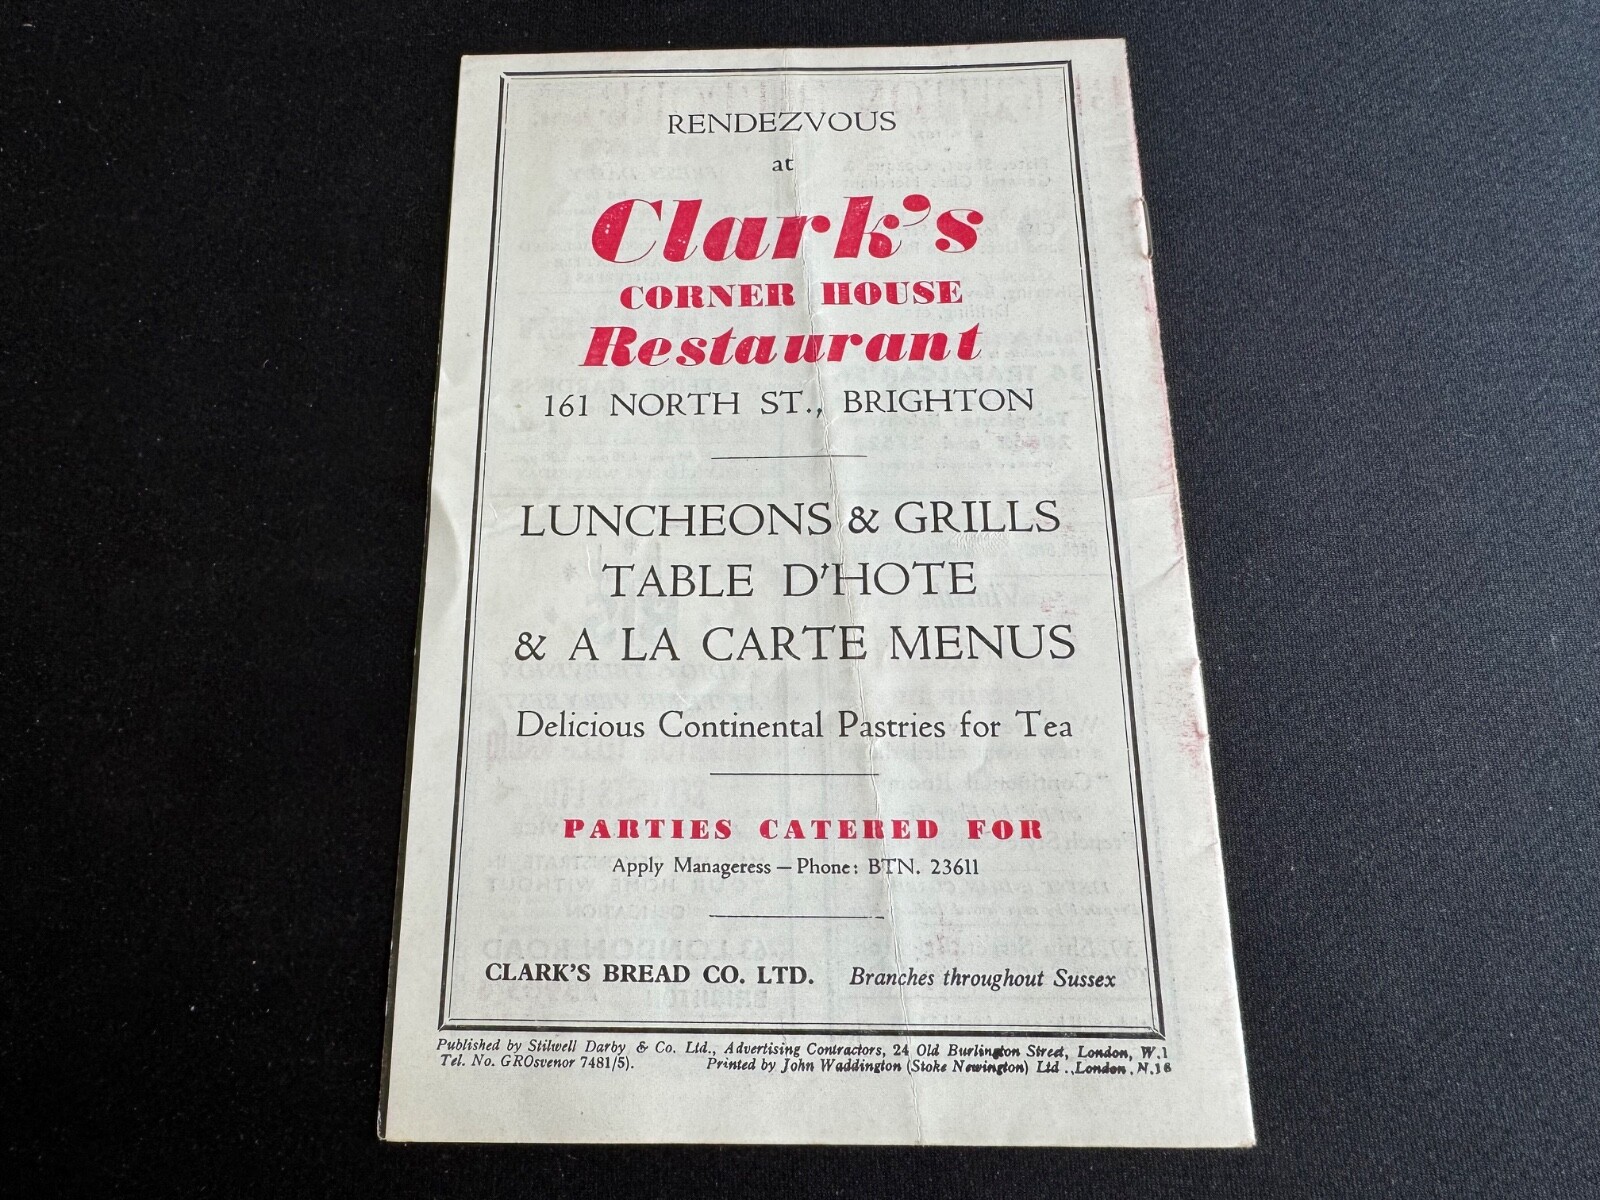 RENDEZVOUS
at
Clark's
CORNER HOUSE
Restaurant
161 NORTH ST., BRIGHTON
LUNCHEONS & GRILLS
TABLE D'HOTE
& A LA CARTE MENUS
Delicious Continental Pastries for Tea
PARTIES CATERED FOR
Apply Manageress — Phone: BTN. 23611
CLARK'S BREAD CO. LTD. Branches throughout Sussex
Published by Stilwell Darby & Co. Ltd., Advertising Contractors, 24 Old Burlington Street, London, W.1
Tel. No. GROsvenor 7481/5). Printed by John Waddington (Stoke Newington) Ltd., London, N.16